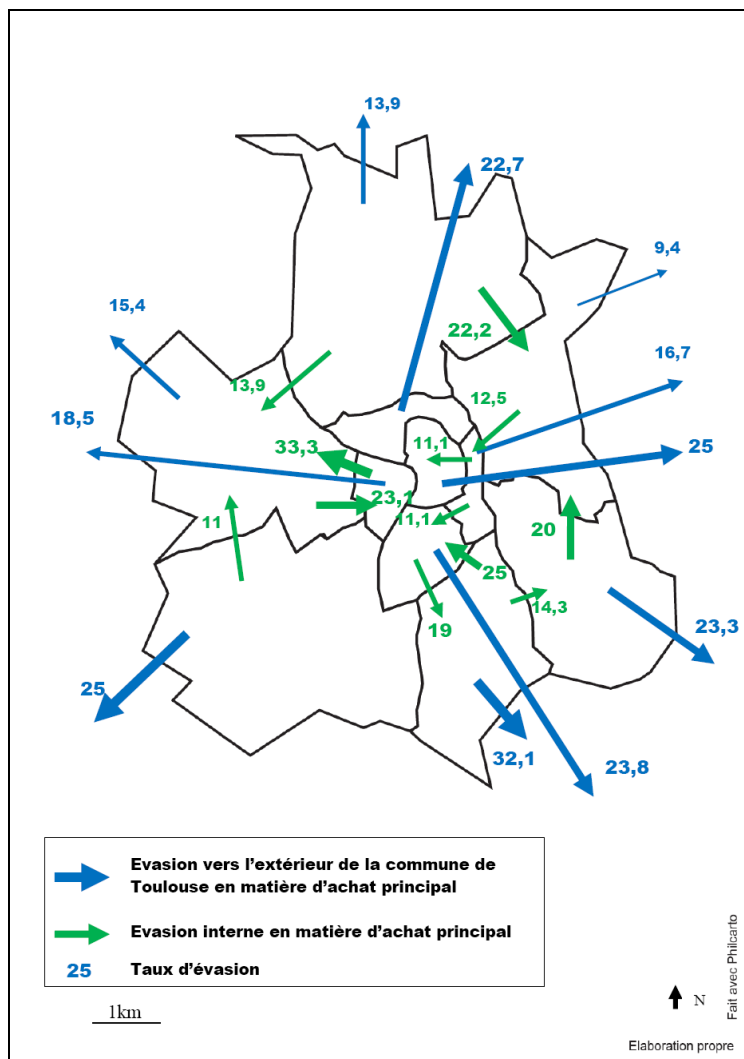 13,9
22,7
9,4
15,4
22,2
16,7
13,9
12,5
18,5
33,3
11,1
25
23,1
11
11,1
20
25
14,3
19
23,3
25
32,1
23,8
Evasion vers l'extérieur de la commune de
Toulouse en matière d'achat principal
Evasion interne en matière d'achat principal
25 Taux d'évasion
1km
N
Fait avec Philcarto
Elaboration propre